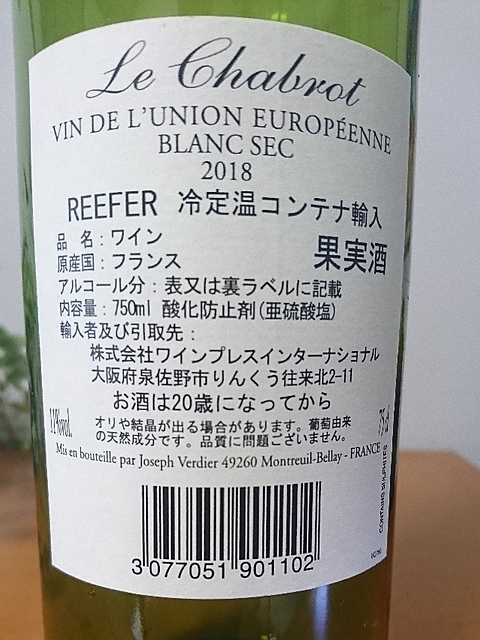 Le Chabrot
VIN DE L'UNION EUROPÉENNE
BLANC SEC
2018
REEFER 冷定温コンテナ輸入
品 名：ワイン
原産国：フランス
果実酒
アルコール分：表又は裏ラベルに記載
内容量：750ml 酸化防止剤(亜硫酸塩)
輸入者及び引取先：
株式会社ワインプレスインターナショナル
大阪府泉佐野市りんくう往来北2-11
お酒は20歳になってから
11%vol.
オリや結晶が出る場合があります。葡萄由来
の天然成分です。品質に問題ございません。
75cl
Mis en bouteille par Joseph Verdier 49260 Montreuil-Bellay - FRANCE
CONTAINS SULPHITES
3 077051 901102